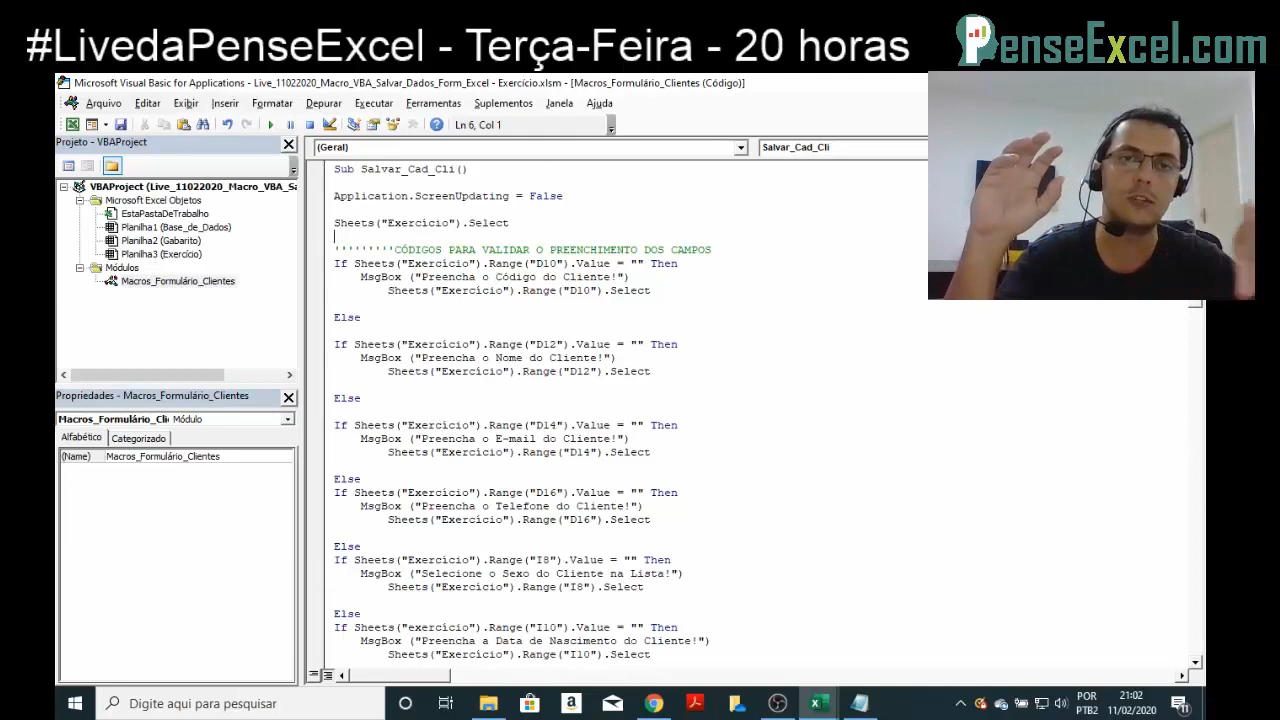 #LivedaPenseExcel - Terça-Feira - 20 horas
PenseExcel.com
Microsoft Visual Basic for Applications - Live_11022020_Macro_VBA_Salvar_Dados_Form_Excel - Exercício.xlsm - [Macros_Formulário_Clientes (Código)]
Arquivo Editar Exibir Inserir Formatar Depurar Executar Ferramentas Suplementos Janela Ajuda
Ln 6, Col 1
Projeto - VBAProject
VBAProject (Live_11022020_Macro_VBA_Sa
Microsoft Excel Objetos
EstaPastaDeTrabalho
Planilha1 (Base_de_Dados)
Planilha2 (Gabarito)
Planilha3 (Exercício)
Módulos
Macros_Formulário_Clientes
Propriedades - Macros_Formulário_Clientes
Macros_Formulário_Cli Módulo
Alfabético Categorizado
(Name) Macros_Formulário_Clientes
(Geral) Salvar_Cad_Cli
Sub Salvar_Cad_Cli()
Application.ScreenUpdating = False
Sheets("Exercício").Select
'''''''''CÓDIGOS PARA VALIDAR O PREENCHIMENTO DOS CAMPOS
If Sheets("Exercício").Range("D10").Value = "" Then
MsgBox ("Preencha o Código do Cliente!")
Sheets("Exercício").Range("D10").Select
Else
If Sheets("Exercício").Range("D12").Value = "" Then
MsgBox ("Preencha o Nome do Cliente!")
Sheets("Exercício").Range("D12").Select
Else
If Sheets("Exercício").Range("D14").Value = "" Then
MsgBox ("Preencha o E-mail do Cliente!")
Sheets("Exercício").Range("D14").Select
Else
If Sheets("Exercício").Range("D16").Value = "" Then
MsgBox ("Preencha o Telefone do Cliente!")
Sheets("Exercício").Range("D16").Select
Else
If Sheets("Exercício").Range("I8").Value = "" Then
MsgBox ("Selecione o Sexo do Cliente na Lista!")
Sheets("Exercício").Range("I8").Select
Else
If Sheets("exercício").Range("I10").Value = "" Then
MsgBox ("Preencha a Data de Nascimento do Cliente!")
Sheets("Exercício").Range("I10").Select
Digite aqui para pesquisar
POR
PTB2
21:02
11/02/2020
11